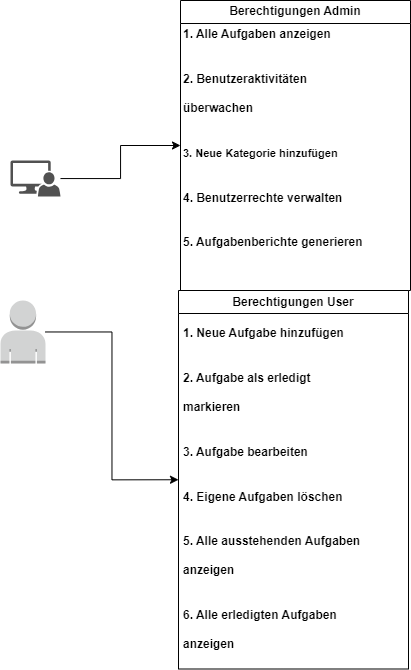 Berechtigungen Admin
1. Alle Aufgaben anzeigen
2. Benutzeraktivitäten
überwachen
3. Neue Kategorie hinzufügen
4. Benutzerrechte verwalten
5. Aufgabenberichte generieren
Berechtigungen User
1. Neue Aufgabe hinzufügen
2. Aufgabe als erledigt
markieren
3. Aufgabe bearbeiten
4. Eigene Aufgaben löschen
5. Alle ausstehenden Aufgaben
anzeigen
6. Alle erledigten Aufgaben
anzeigen